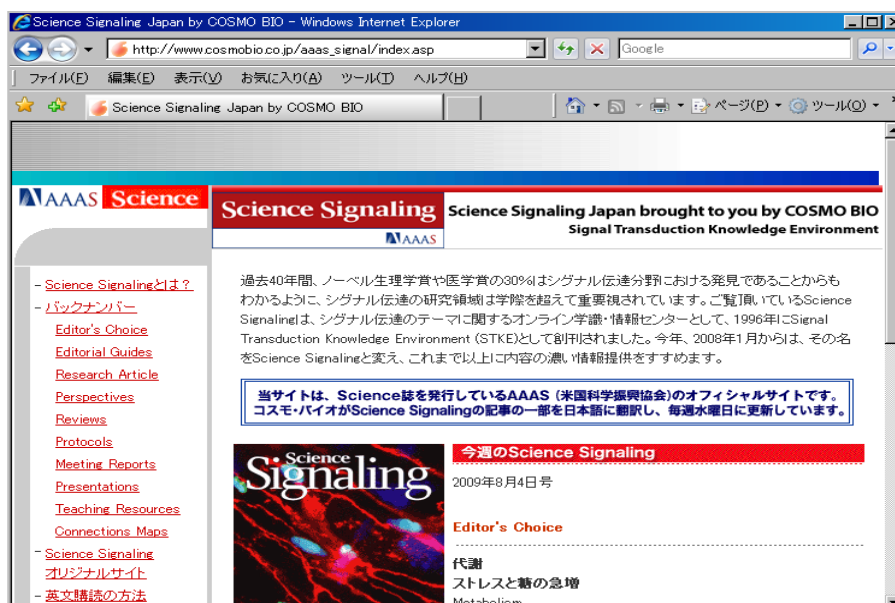 Science Signaling Japan by COSMO BIO - Windows Internet Explorer
http://www.cosmobio.co.jp/aaas_signal/index.asp
Google
ファイル(F) 編集(E) 表示(V) お気に入り(A) ツール(T) ヘルプ(H)
Science Signaling Japan by COSMO BIO
ページ(P) ツール(O)
AAAS Science
Science Signaling
AAAS
Science Signaling Japan brought to you by COSMO BIO
Signal Transduction Knowledge Environment
- Science Signalingとは?
- バックナンバー
Editor's Choice
Editorial Guides
Research Article
Perspectives
Reviews
Protocols
Meeting Reports
Presentations
Teaching Resources
Connections Maps
- Science Signaling
オリジナルサイト
- 英文購読の方法
過去40年間、ノーベル生理学賞や医学賞の30%はシグナル伝達分野における発見であることからも
わかるように、シグナル伝達の研究領域は学際を超えて重要視されています。ご覧頂いているScience
Signalingは、シグナル伝達のテーマに関するオンライン学識・情報センターとして、1996年にSignal
Transduction Knowledge Environment (STKE)として創刊されました。今年、2008年1月からは、その名
をScience Signalingと変え、これまで以上に内容の濃い情報提供をすすめます。
当サイトは、Science誌を発行しているAAAS (米国科学振興協会)のオフィシャルサイトです。
コスモ・バイオがScience Signalingの記事の一部を日本語に翻訳し、毎週水曜日に更新しています。
Science
Signaling
今週のScience Signaling
2009年8月4日号
Editor's Choice
代謝
ストレスと糖の急増
Metabolism